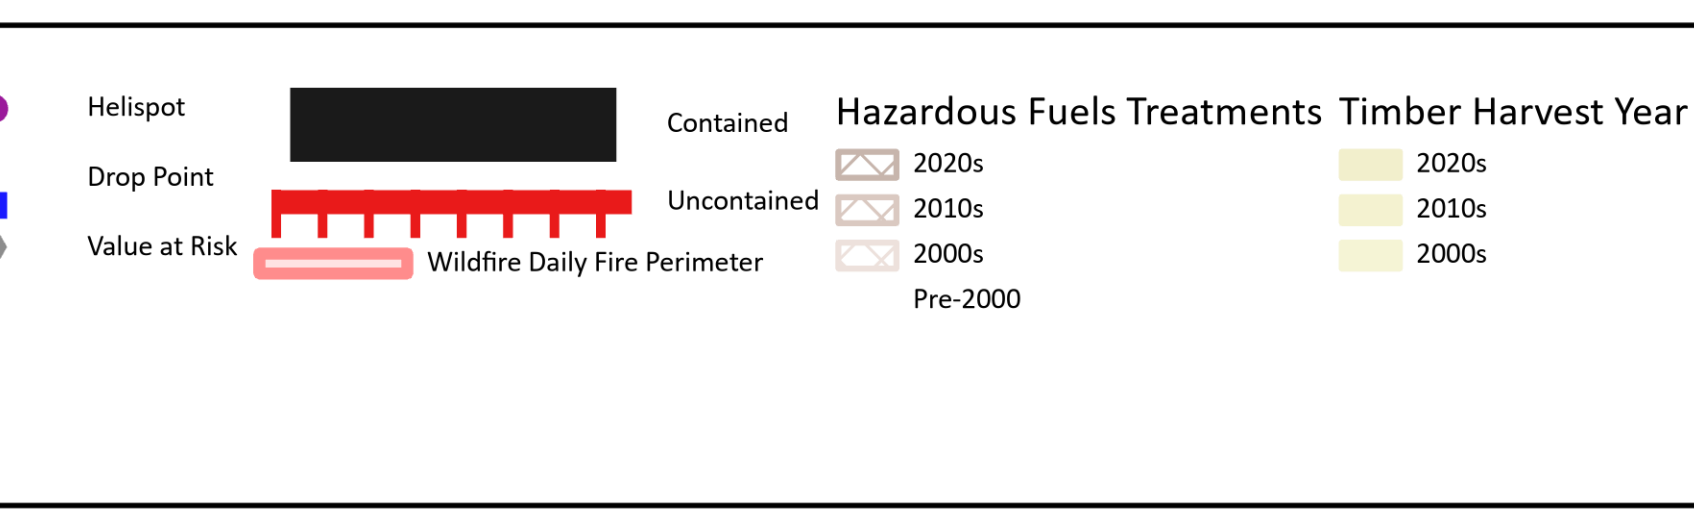 Helispot
Drop Point
Value at Risk
Contained
Uncontained
Wildfire Daily Fire Perimeter
Hazardous Fuels Treatments
2020s
2010s
2000s
Pre-2000
Timber Harvest Year
2020s
2010s
2000s